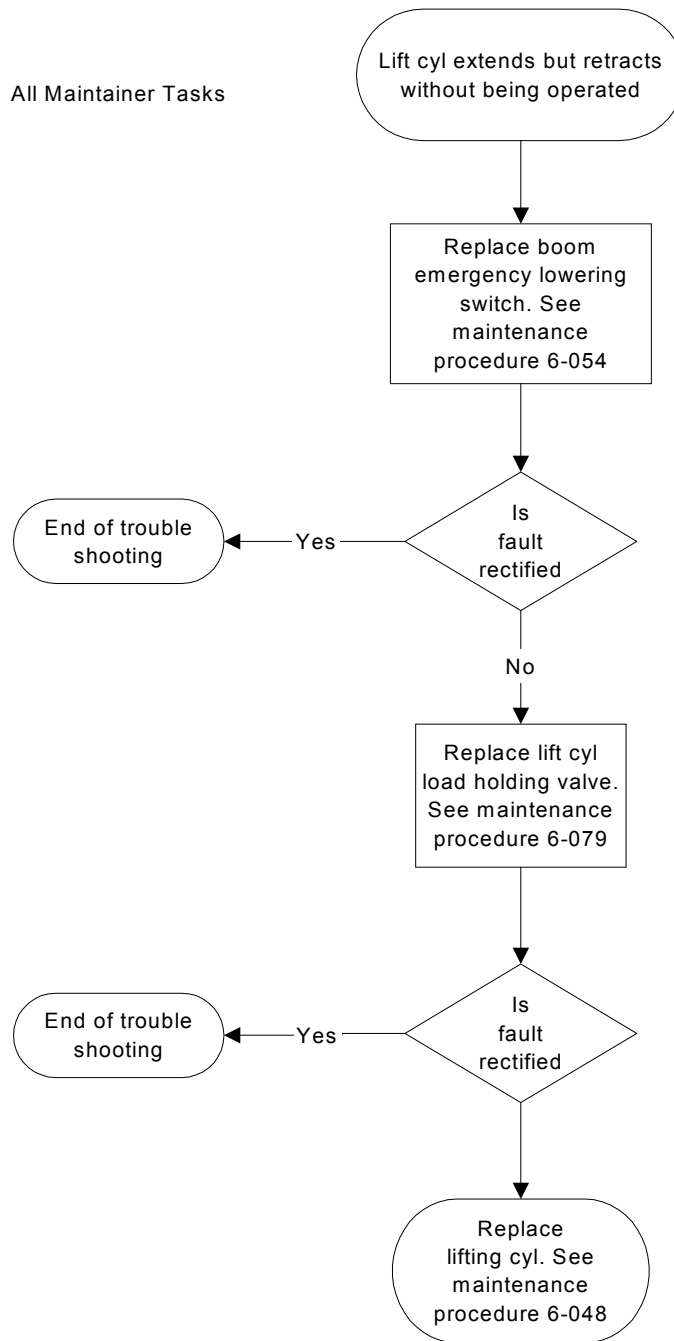 All Maintainer Tasks
Lift cyl extends but retracts
without being operated
Replace boom
emergency lowering
switch. See
maintenance
procedure 6-054
Is
fault
rectified
Yes
End of trouble
shooting
No
Replace lift cyl
load holding valve.
See maintenance
procedure 6-079
Is
fault
rectified
Yes
End of trouble
shooting
Replace
lifting cyl. See
maintenance
procedure 6-048